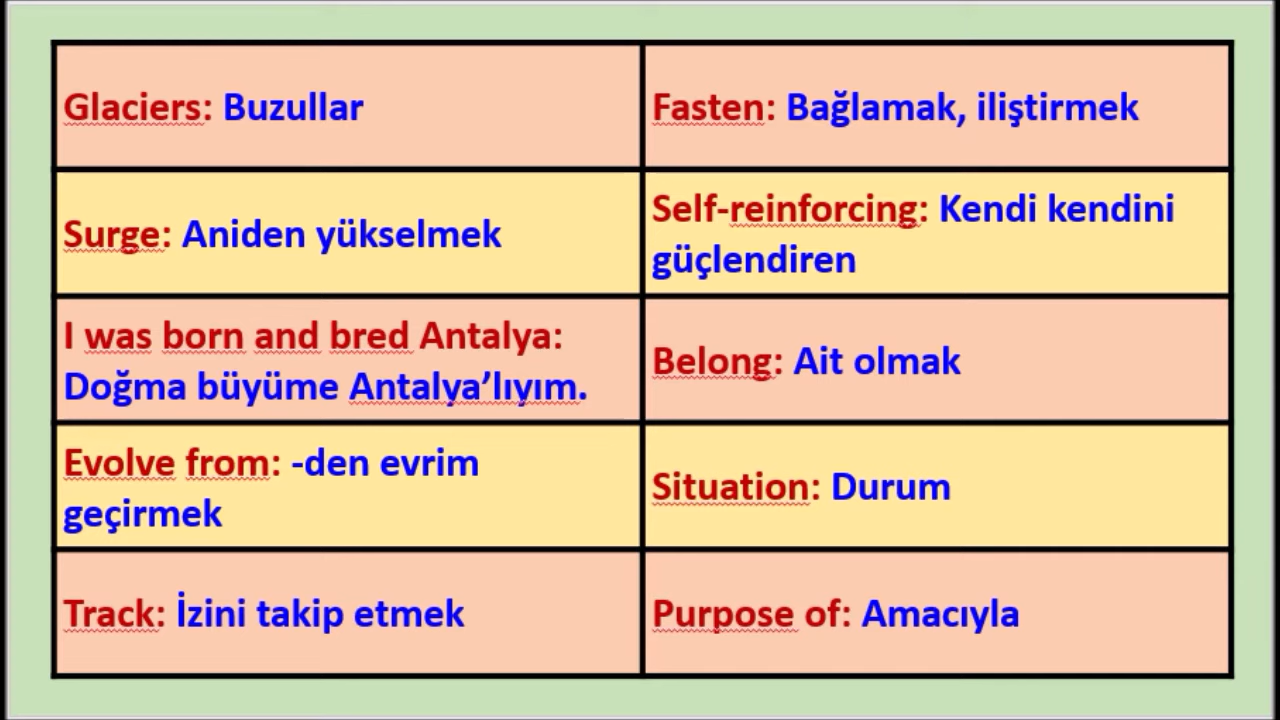 Glaciers: Buzullar
Fasten: Bağlamak, iliştirmek
Surge: Aniden yükselmek
Self-reinforcing: Kendi kendini
güçlendiren
I was born and bred Antalya:
Doğma büyüme Antalya’lıyım.
Belong: Ait olmak
Evolve from: -den evrim
geçirmek
Situation: Durum
Track: İzini takip etmek
Purpose of: Amacıyla